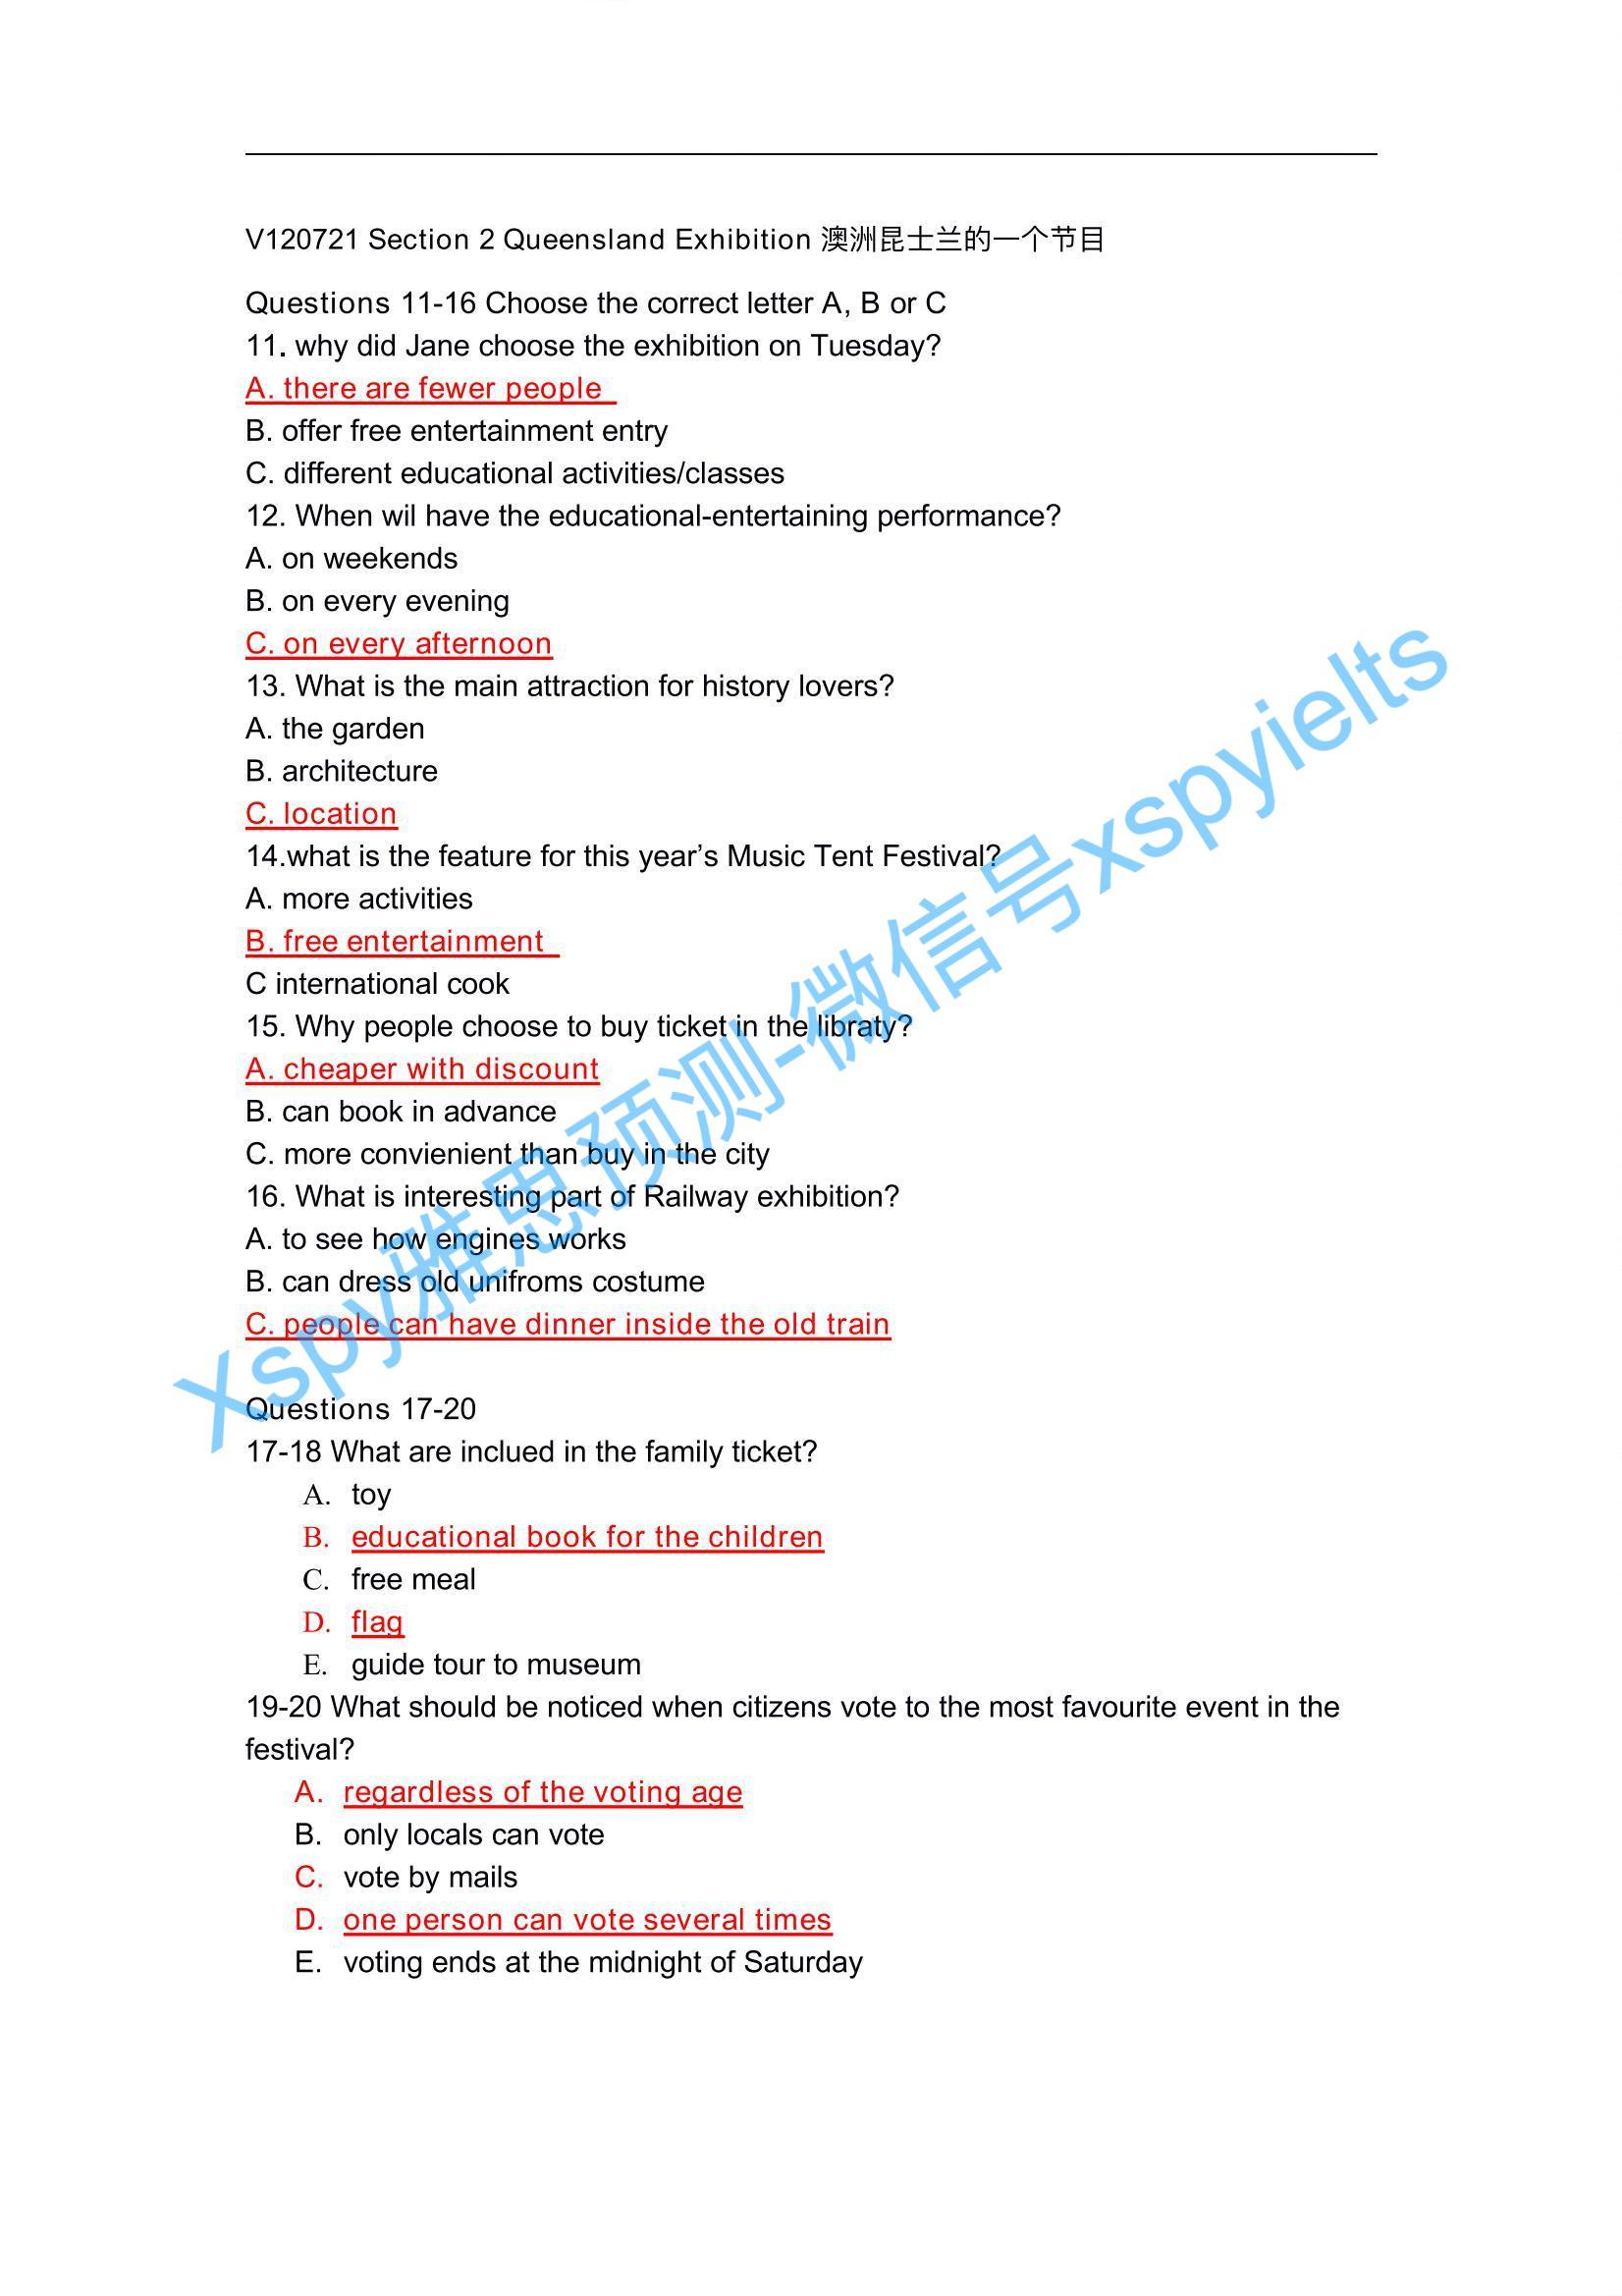 V120721 Section 2 Queensland Exhibition 澳洲昆士兰的一个节目
Questions 11-16 Choose the correct letter A, B or C
11. why did Jane choose the exhibition on Tuesday?
A. there are fewer people
B. offer free entertainment entry
C. different educational activities/classes
12. When wil have the educational-entertaining performance?
A. on weekends
B. on every evening
C. on every afternoon
13. What is the main attraction for history lovers?
A. the garden
B. architecture
C. location
14.what is the feature for this year’s Music Tent Festival?
A. more activities
B. free entertainment
C international cook
15. Why people choose to buy ticket in the libraty?
A. cheaper with discount
B. can book in advance
C. more convienient than buy in the city
16. What is interesting part of Railway exhibition?
A. to see how engines works
B. can dress old unifroms costume
C. people can have dinner inside the old train
Xspy雅思预测-微信号xspyielts
Questions 17-20
17-18 What are inclued in the family ticket?
A. toy
B. educational book for the children
C. free meal
D. flag
E. guide tour to museum
19-20 What should be noticed when citizens vote to the most favourite event in the
festival?
A. regardless of the voting age
B. only locals can vote
C. vote by mails
D. one person can vote several times
E. voting ends at the midnight of Saturday